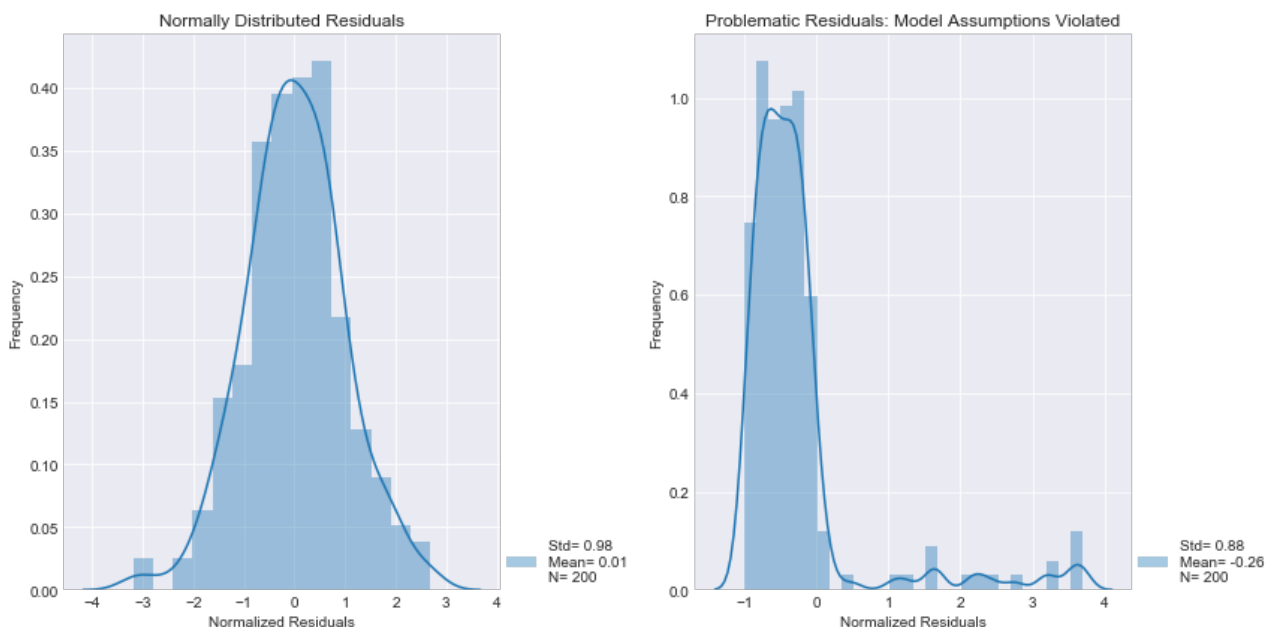 Normally Distributed Residuals
0.40
0.35
0.30
0.25
0.20
0.15
0.10
0.05
0.00
Frequency
−4 −3 −2 −1 0 1 2 3 4
Normalized Residuals
Std= 0.98
Mean= 0.01
N= 200
Problematic Residuals: Model Assumptions Violated
1.0
0.8
0.6
0.4
0.2
0.0
Frequency
−1 0 1 2 3 4
Normalized Residuals
Std= 0.88
Mean= -0.26
N= 200